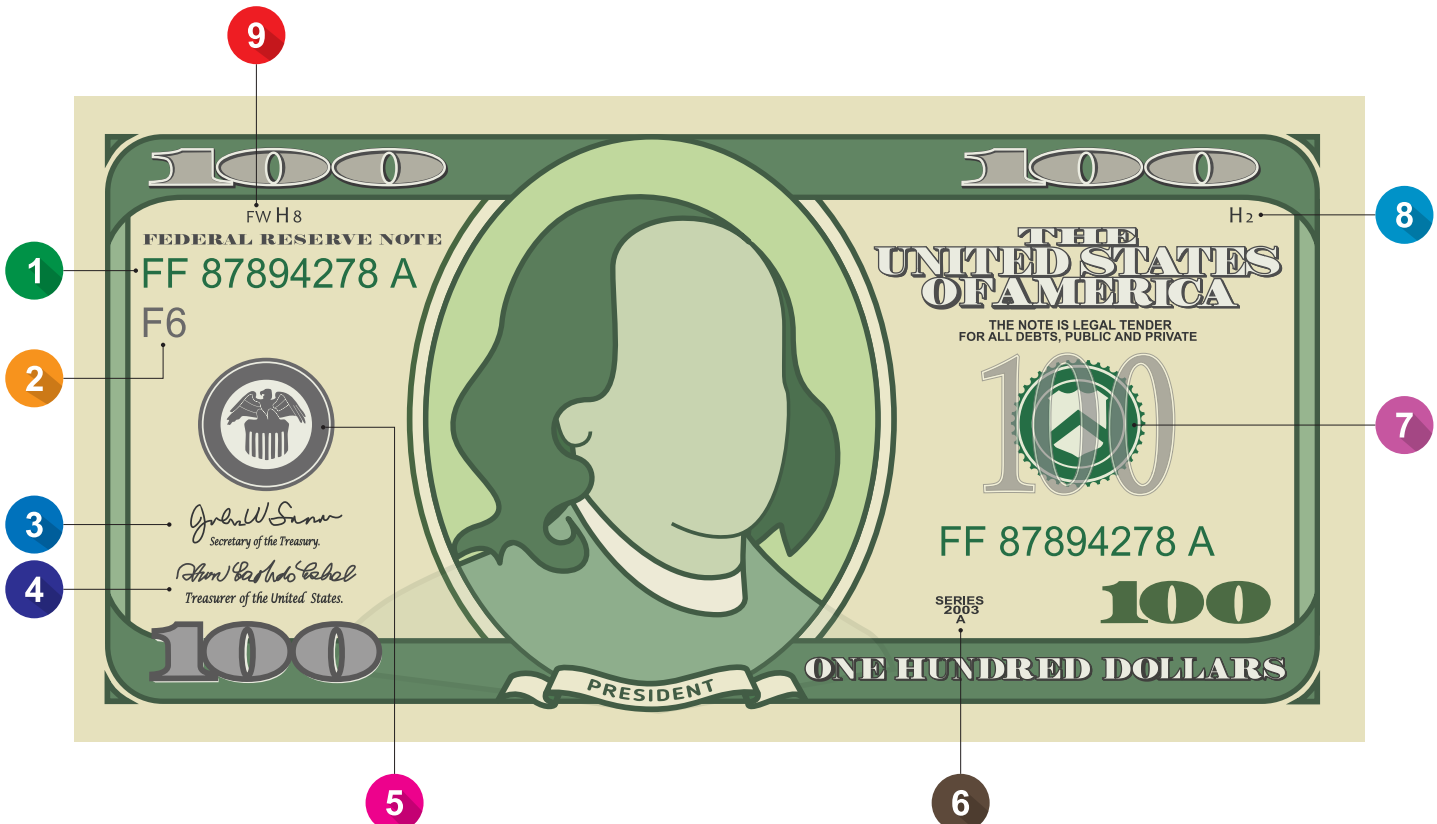 9
100
100
FW H 8
H 2
8
FEDERAL RESERVE NOTE
THE
UNITED STATES
OF AMERICA
1
FF 87894278 A
F6
THE NOTE IS LEGAL TENDER
FOR ALL DEBTS, PUBLIC AND PRIVATE
2
100
7
3
Secretary of the Treasury.
FF 87894278 A
4
Treasurer of the United States.
SERIES
2003
A
100
100
PRESIDENT
ONE HUNDRED DOLLARS
5
6